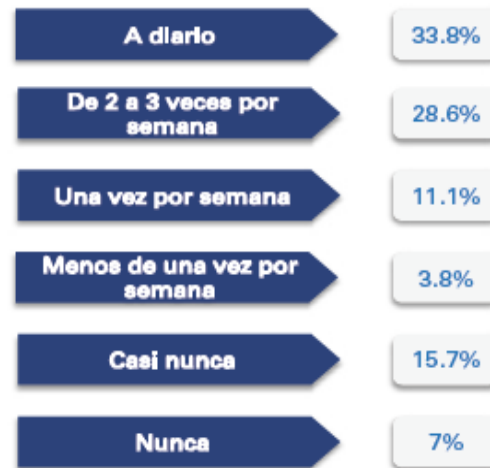 A diario
33.8%
De 2 a 3 veces por
semana
28.6%
Una vez por semana
11.1%
Menos de una vez por
semana
3.8%
Casi nunca
15.7%
Nunca
7%